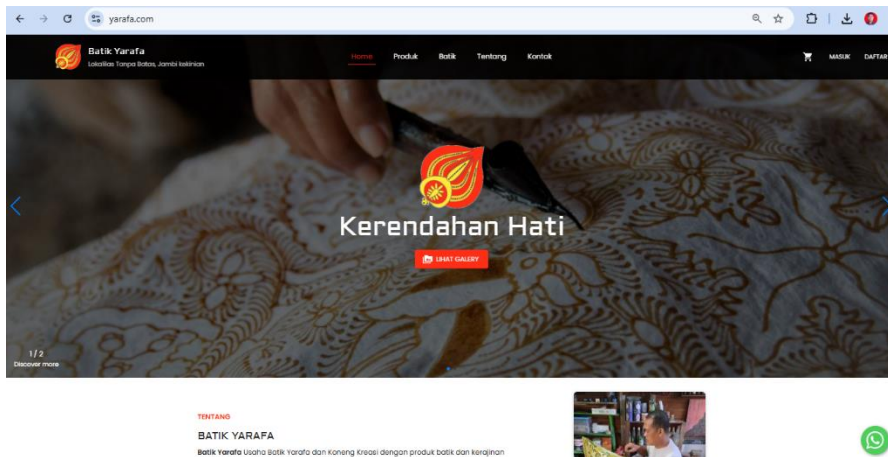 yarafa.com
Batik Yarafa
Lokalitas Tanpa Batas, Jambi kekinian
Home Produk Batik Tentang Kontak
MASUK DAFTAR
Kerendahan Hati
LIHAT GALERY
1 / 2
Discover more
TENTANG
BATIK YARAFA
Batik Yarafa Usaha Batik Yarafa dan Koneng Kreasi dengan produk batik dan kerajinan